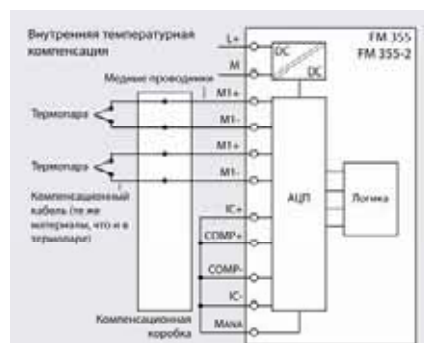 Внутренняя температурная
компенсация
L+
FM 355
FM 355-2
DC
DC
M
Медные проводники
M1+
Термопара
M1-
M1+
Термопара
M1-
Компенсационный
кабель (те же
материалы, что и в
термопаре)
IC+
АЦП
Логика
COMP+
COMP-
IC-
Компенсационная
коробка
MANA